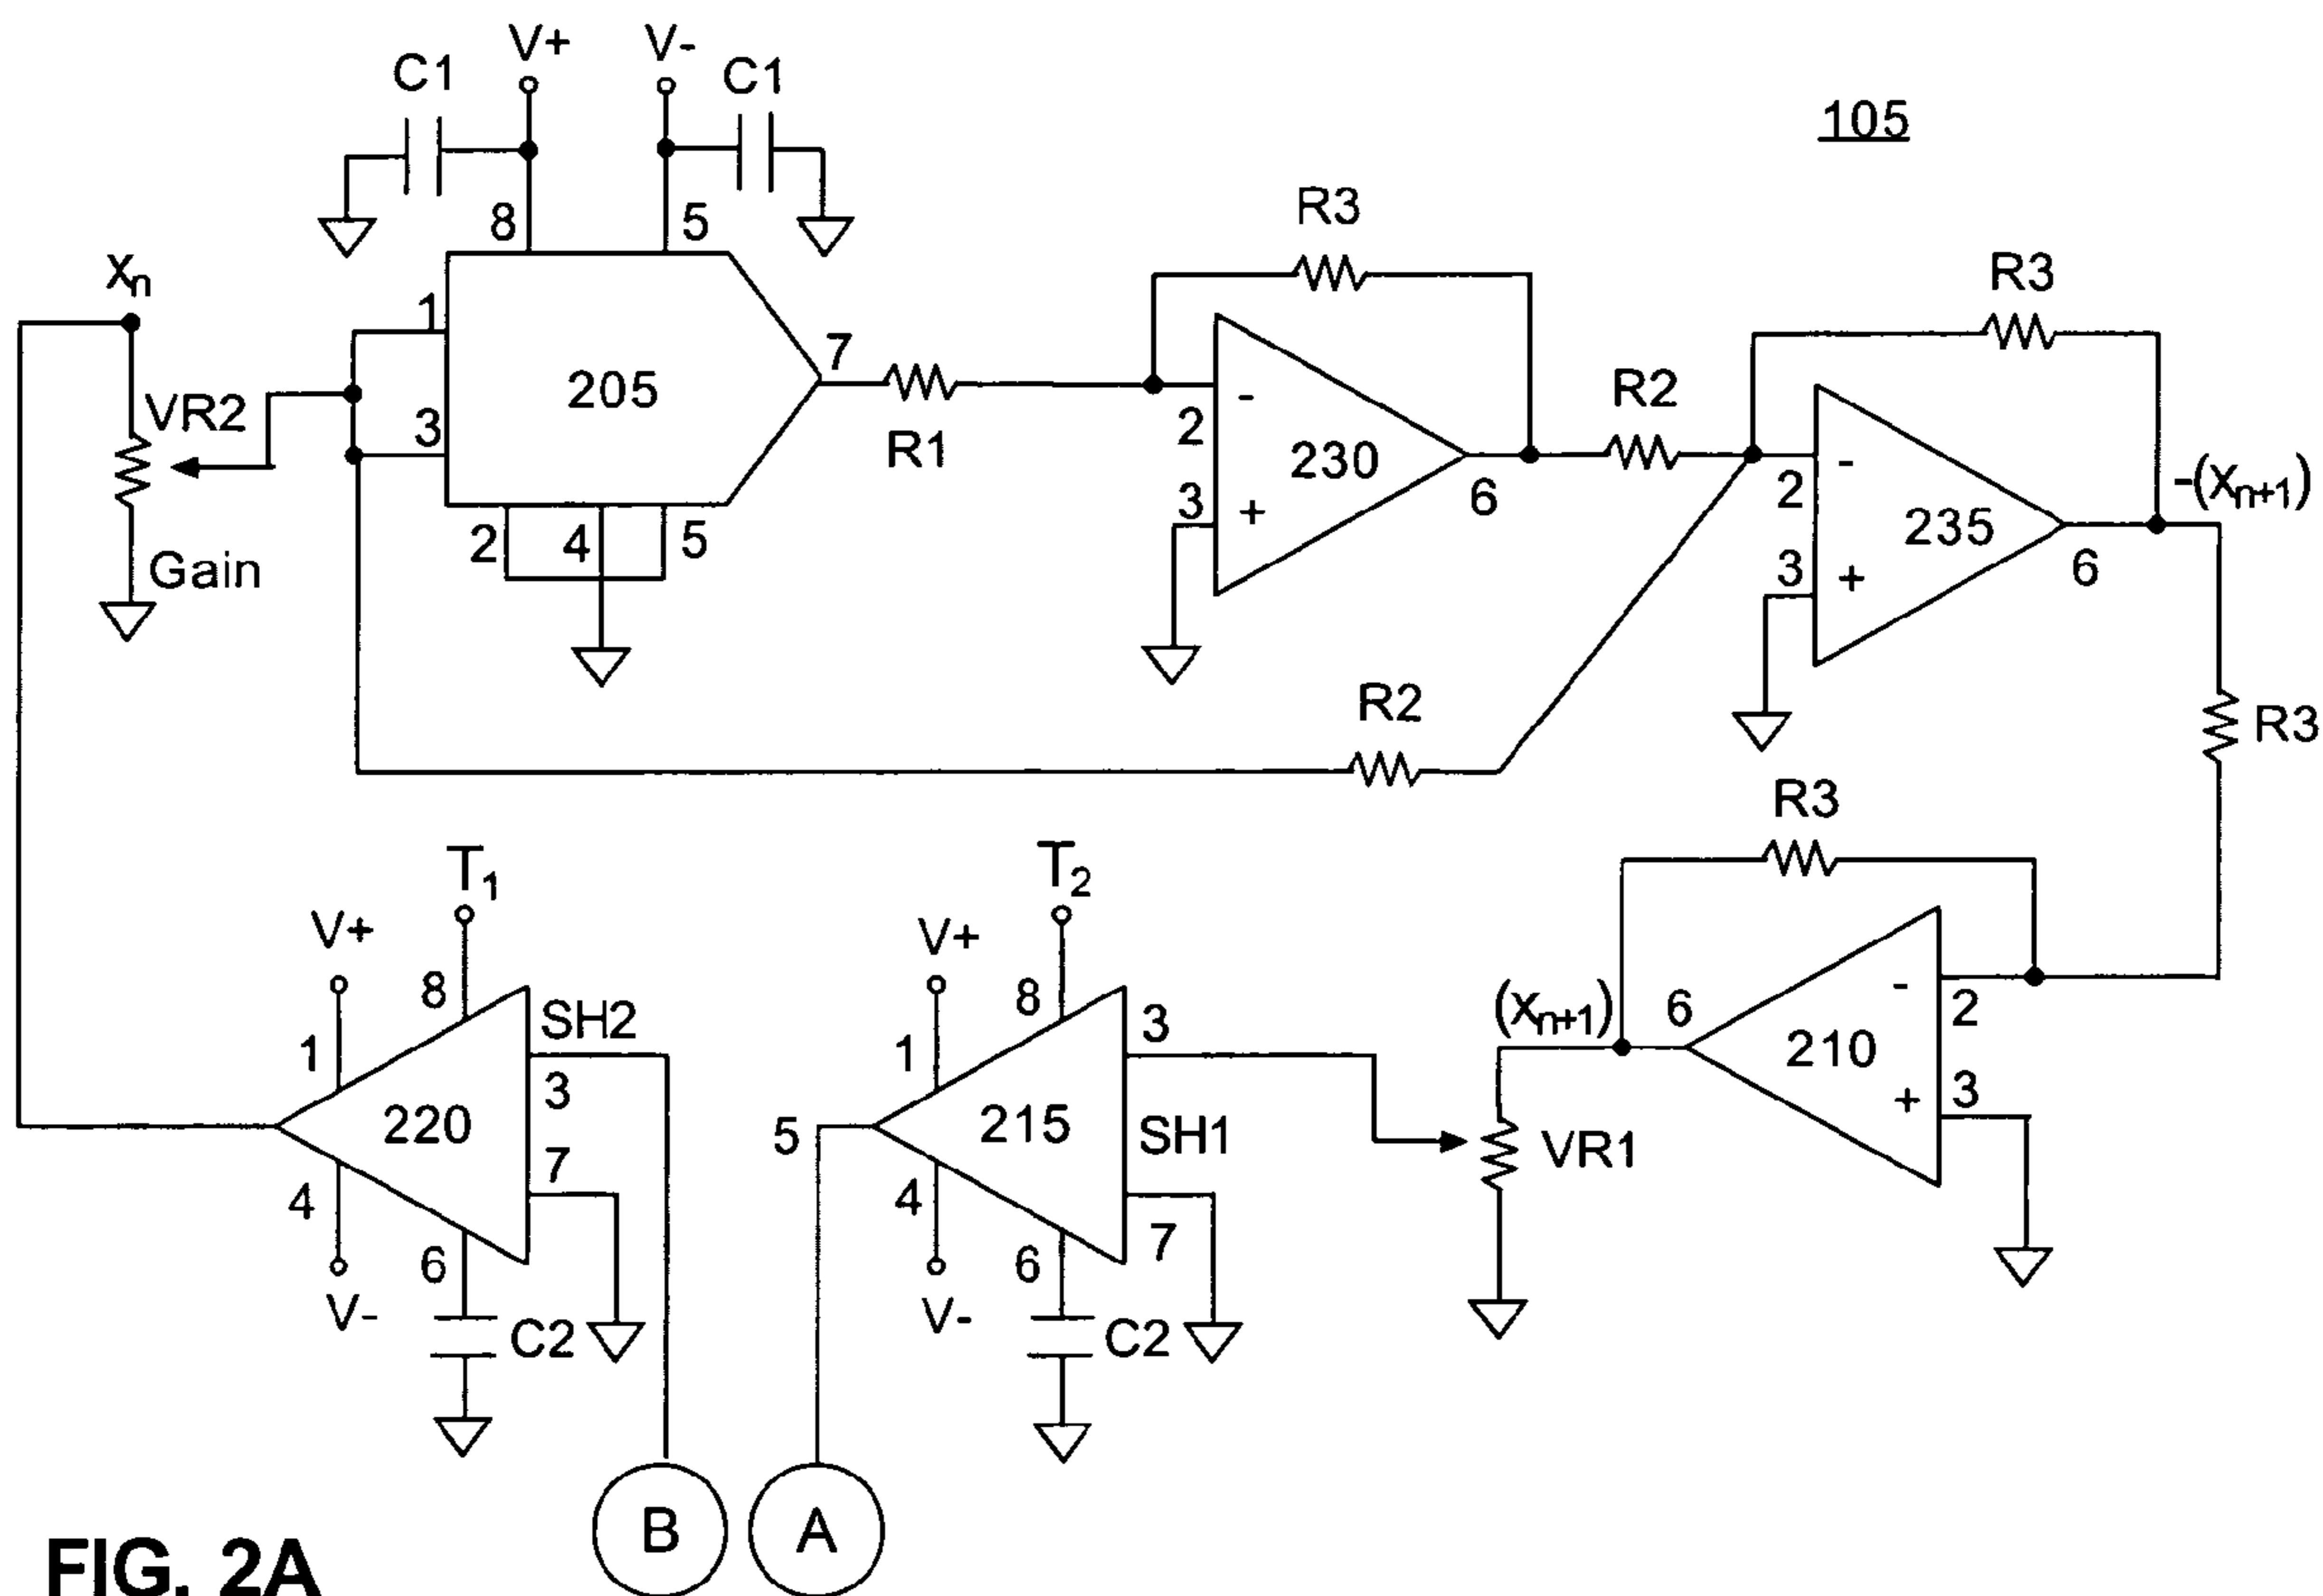 V+
V-
C1
C1
105
8
5
R3
xn
1
R3
7
VR2
205
R2
3
2
-
R1
230
-
2
-(xn+1)
3
+
6
2
4
5
235
Gain
3
+
6
R2
R3
R3
T1
T2
V+
V+
8
SH2
8
3
(xn+1)
6
-
2
1
3
1
210
220
215
5
SH1
VR1
+
3
7
4
4
7
6
6
V-
C2
V-
C2
B
A
FIG. 2A